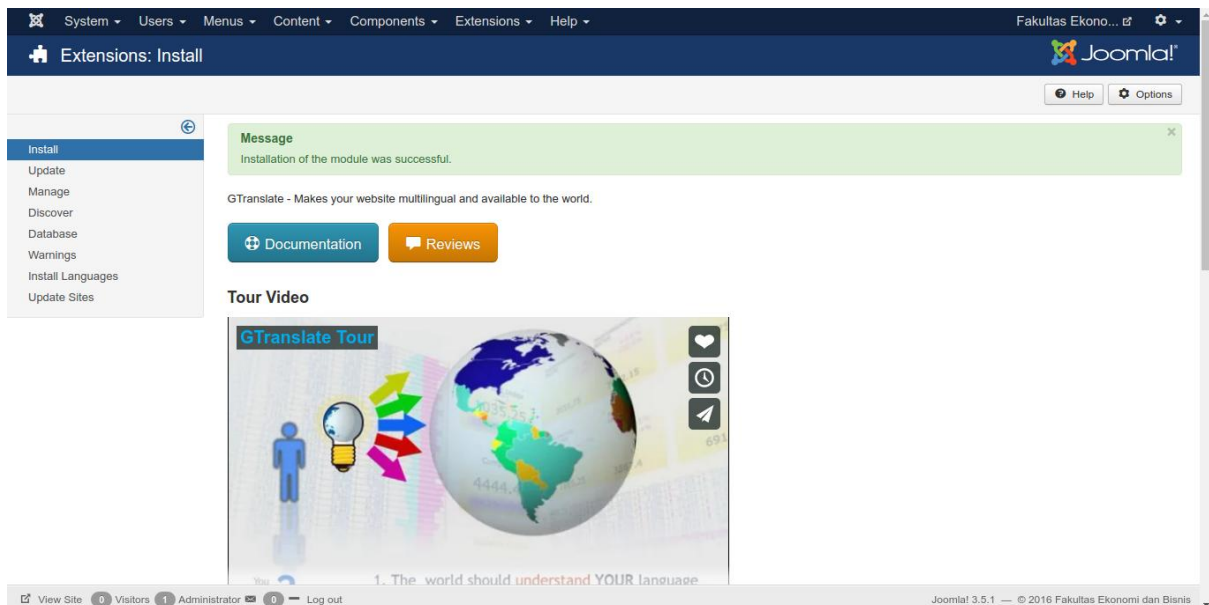 System Users Menus Content Components Extensions Help Fakultas Ekono...
Extensions: Install Joomla!®
Help Options
Install
Update
Manage
Discover
Database
Warnings
Install Languages
Update Sites
Message
Installation of the module was successful.
GTranslate - Makes your website multilingual and available to the world.
Documentation Reviews
Tour Video
GTranslate Tour
4444.4
You ? 1. The world should understand YOUR language
View Site 0 Visitors 1 Administrator 0 Log out Joomla! 3.5.1 — © 2016 Fakultas Ekonomi dan Bisnis